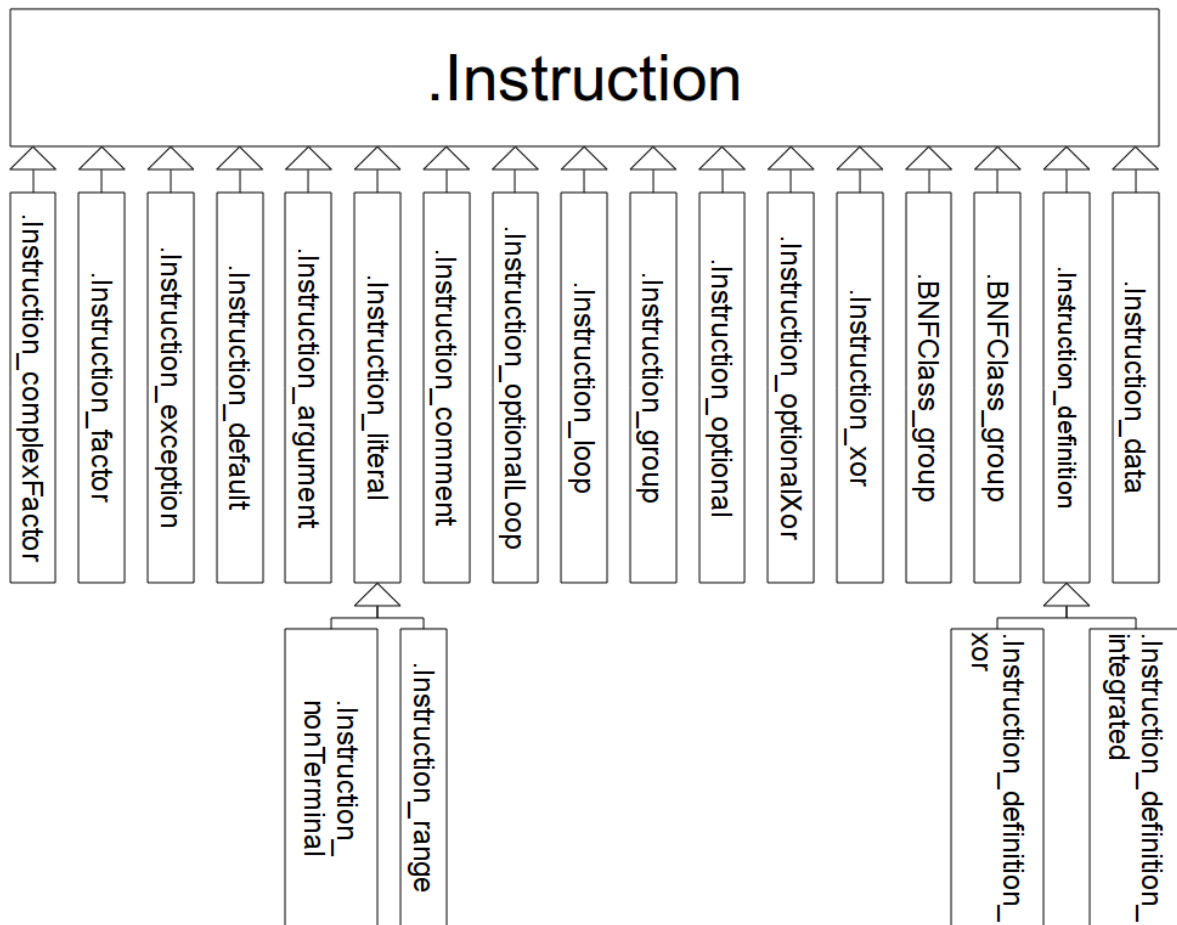 .Instruction
.Instruction_complexFactor
.Instruction_factor
.Instruction_exception
.Instruction_default
.Instruction_argument
.Instruction_literal
.Instruction_comment
.Instruction_optionalLoop
.Instruction_loop
.Instruction_group
.Instruction_optional
.Instruction_optionalXor
.Instruction_xor
.BNFClass_group
.BNFClass_group
.Instruction_definition
.Instruction_data
.Instruction_
nonTerminal
.Instruction_range
.Instruction_definition_
xor
.Instruction_definition_
integrated